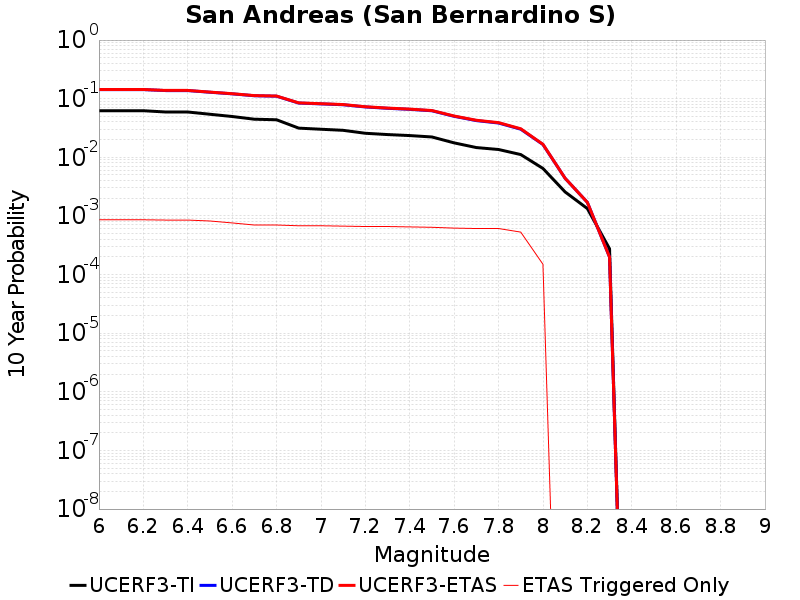 San Andreas (San Bernardino S)
10^0
10^-1
10^-2
10^-3
10^-4
10^-5
10^-6
10^-7
10^-8
10 Year Probability
6 6.2 6.4 6.6 6.8 7 7.2 7.4 7.6 7.8 8 8.2 8.4 8.6 8.8 9
Magnitude
UCERF3-TI UCERF3-TD UCERF3-ETAS ETAS Triggered Only